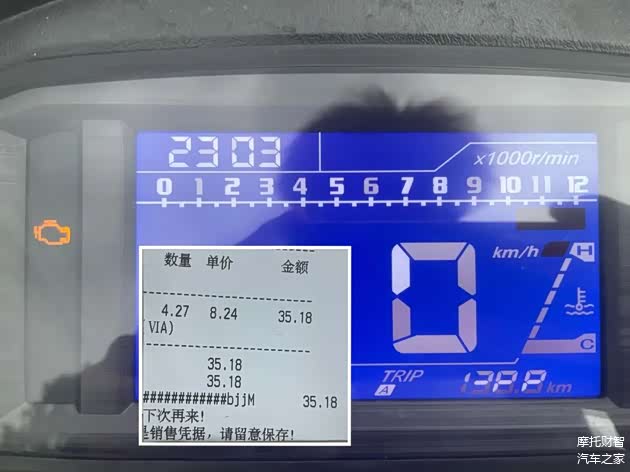 2303
x1000r/min
0 1 2 3 4 5 6 7 8 9 10 11 12
km/h
H
0
C
TRIP
A
138.8 km
数量 单价 金额
4.27 8.24 35.18
VIA)
35.18
35.18
############bjjM 35.18
下次再来!
销售凭据, 请留意保存!
摩托财智
汽车之家